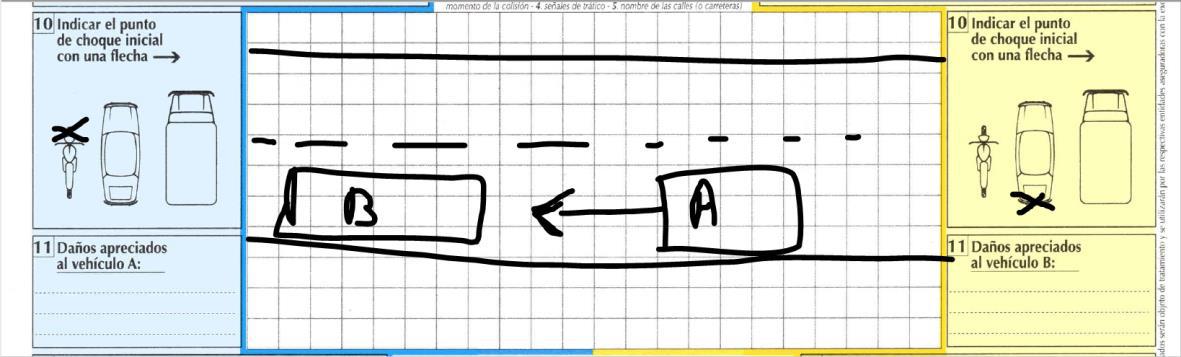 momento de la colisión - 4. señales de tráfico - 5. nombre de las calles (o carreteras)
10 Indicar el punto
de choque inicial
con una flecha →
11 Daños apreciados
al vehículo A:
B
A
10 Indicar el punto
de choque inicial
con una flecha →
11 Daños apreciados
al vehículo B:
ados serán objeto de tratamiento y se utilizarán por las respectivas entidades aseguradoras con la